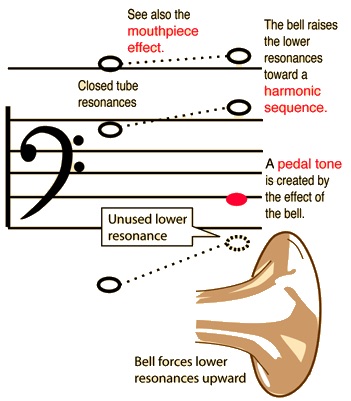 See also the
mouthpiece
effect.
The bell raises
the lower
resonances
toward a
harmonic
sequence.
Closed tube
resonances
A pedal tone
is created by
the effect of
the bell.
Unused lower
resonance
Bell forces lower
resonances upward